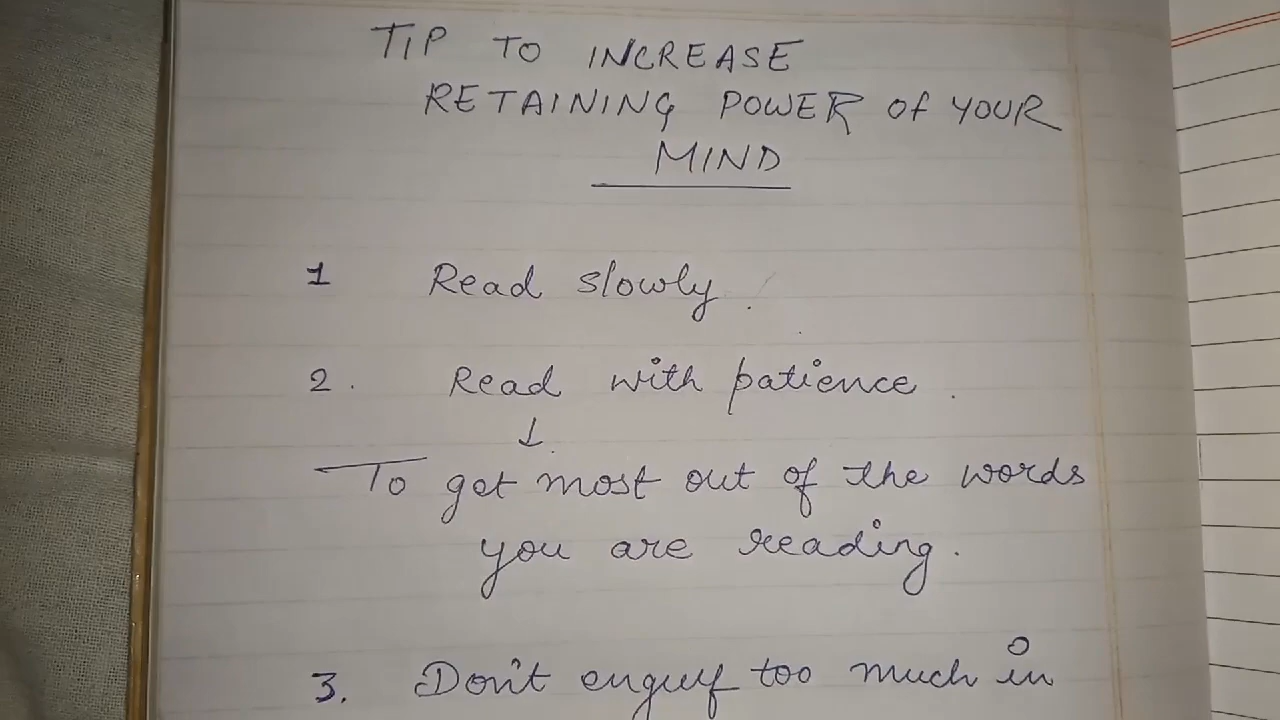 TIP TO INCREASE
RETAINING POWER OF YOUR
MIND
1 Read slowly.
2. Read with patience.
↓
To get most out of the words
you are reading.
3. Don't enguf too much in